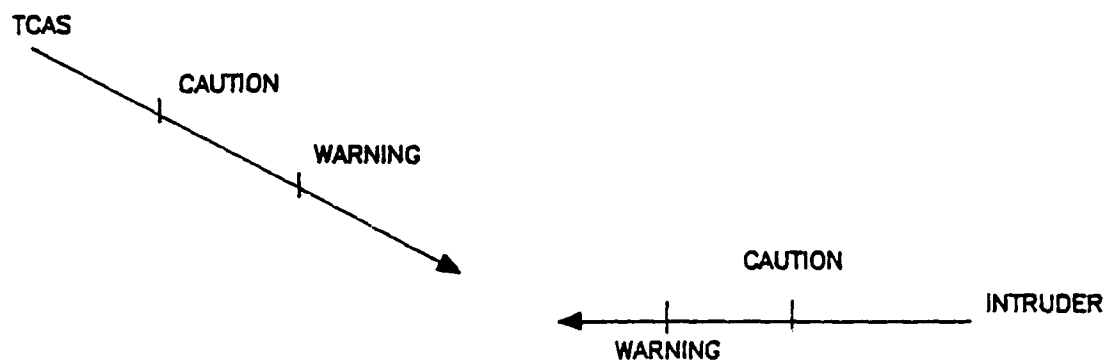 TCAS
CAUTION
WARNING
CAUTION
INTRUDER
WARNING